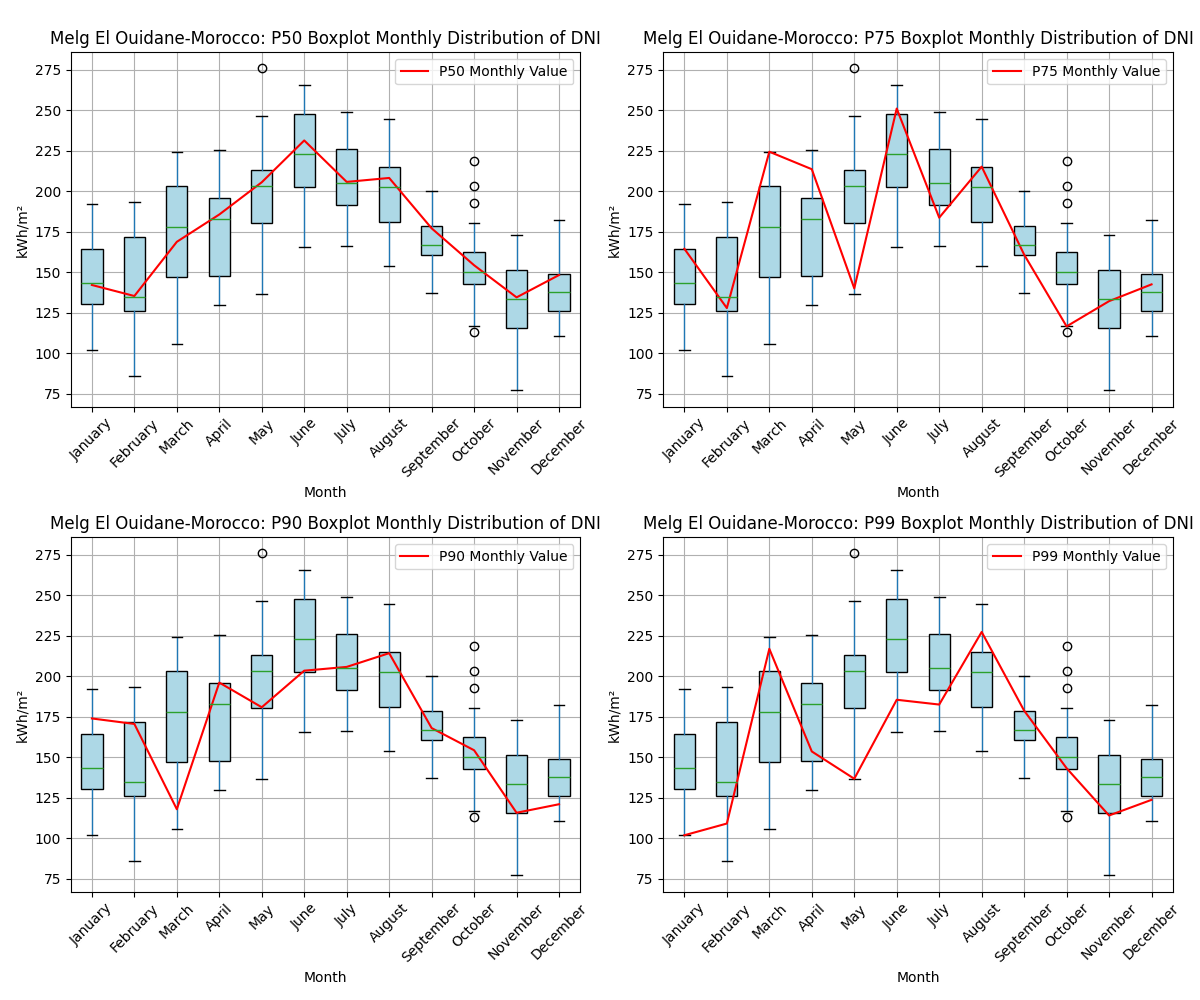 Melg El Ouidane-Morocco: P50 Boxplot Monthly Distribution of DNI
P50 Monthly Value
kWh/m²
275
250
225
200
175
150
125
100
75
January
February
March
April
May
June
July
August
September
October
November
December
Month
Melg El Ouidane-Morocco: P75 Boxplot Monthly Distribution of DNI
P75 Monthly Value
kWh/m²
275
250
225
200
175
150
125
100
75
January
February
March
April
May
June
July
August
September
October
November
December
Month
Melg El Ouidane-Morocco: P90 Boxplot Monthly Distribution of DNI
P90 Monthly Value
kWh/m²
275
250
225
200
175
150
125
100
75
January
February
March
April
May
June
July
August
September
October
November
December
Month
Melg El Ouidane-Morocco: P99 Boxplot Monthly Distribution of DNI
P99 Monthly Value
kWh/m²
275
250
225
200
175
150
125
100
75
January
February
March
April
May
June
July
August
September
October
November
December
Month